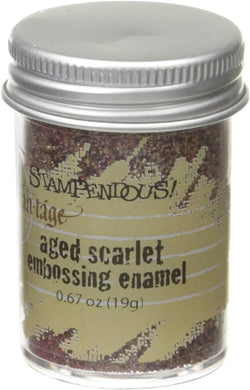 STAMPENDOUS!
aged scarlet
embossing enamel
0.67 oz (19g)